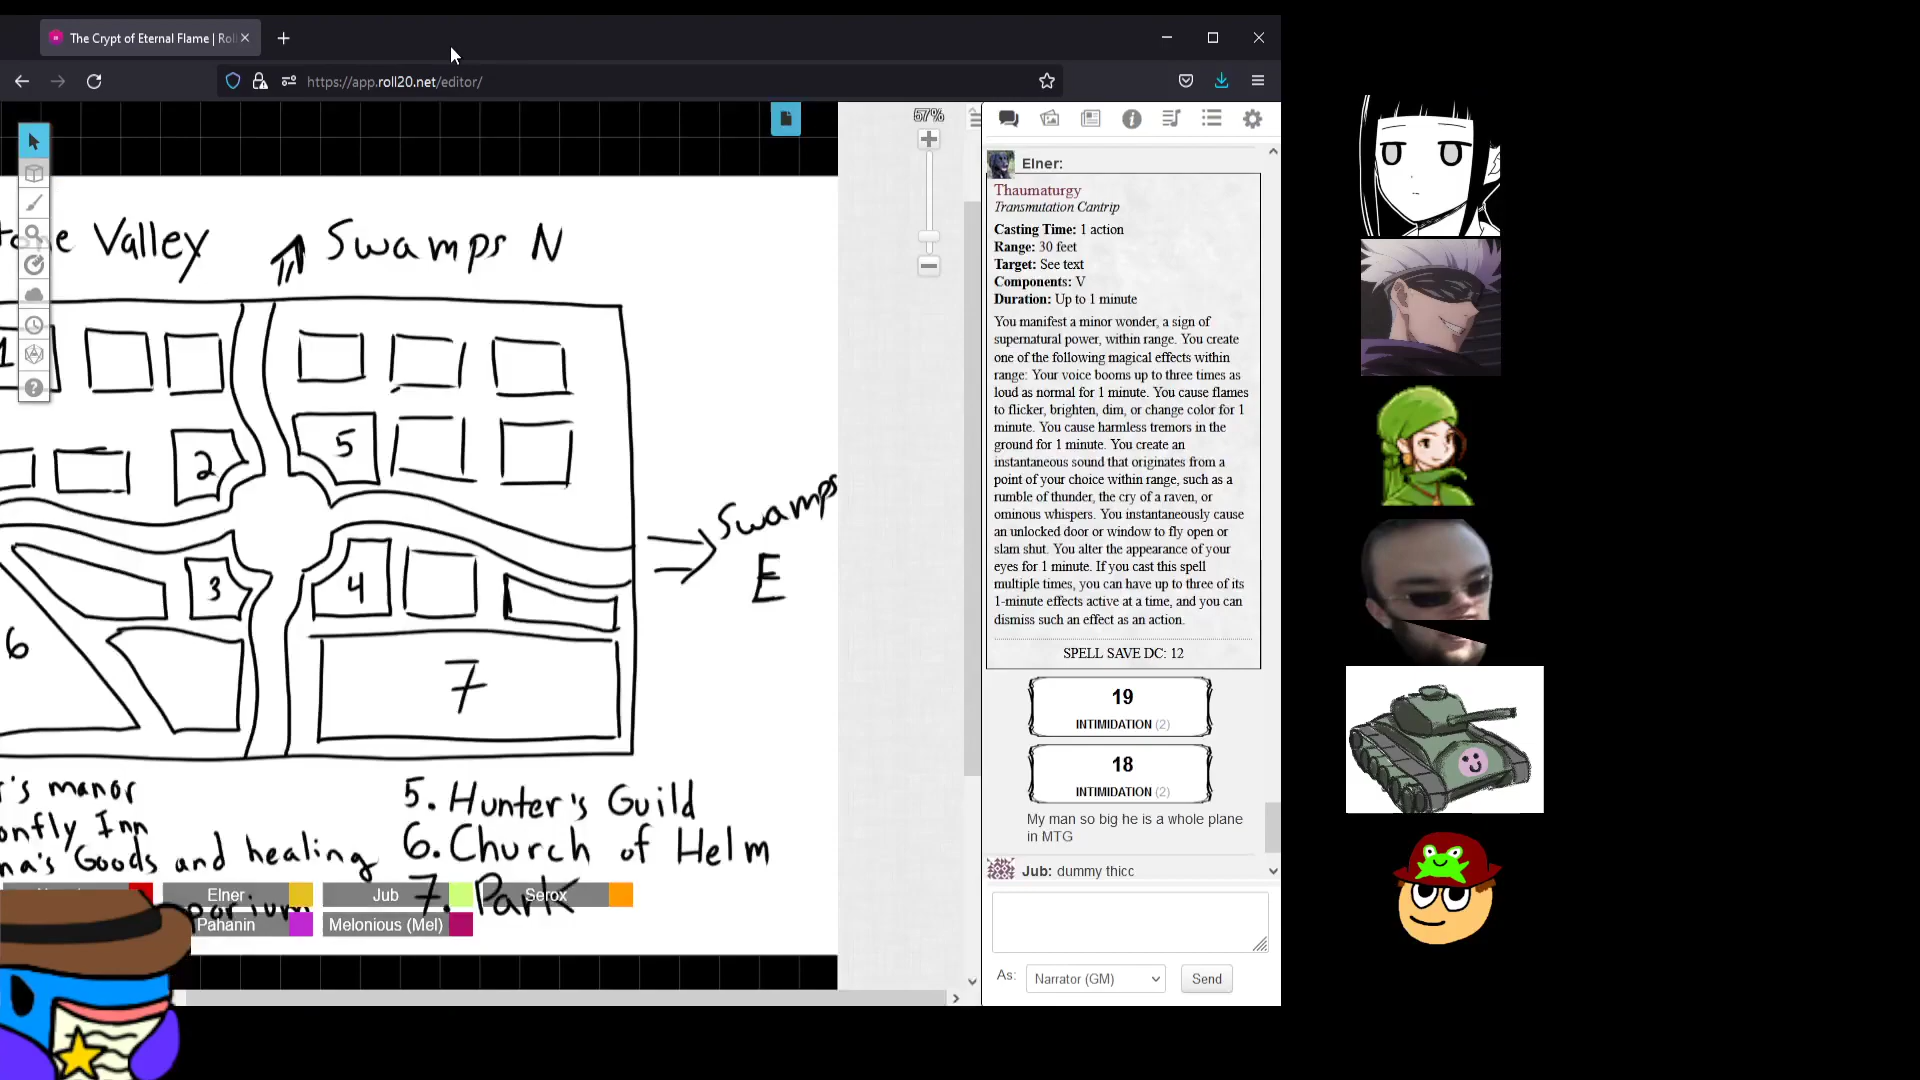 The Crypt of Eternal Flame | Rol
https://app.roll20.net/editor/
57%
Valley
Swamps N
1
2
5
Swamps
E
3
4
6
7
r's manor
onfly Inn
na's Goods and healing
porium
5. Hunter's Guild
6. Church of Helm
7. Park
Elner
Jub
Serox
Pahanin
Melonious (Mel)
Elner:
Thaumaturgy
Transmutation Cantrip
Casting Time: 1 action
Range: 30 feet
Target: See text
Components: V
Duration: Up to 1 minute
You manifest a minor wonder, a sign of
supernatural power, within range. You create
one of the following magical effects within
range: Your voice booms up to three times as
loud as normal for 1 minute. You cause flames
to flicker, brighten, dim, or change color for 1
minute. You cause harmless tremors in the
ground for 1 minute. You create an
instantaneous sound that originates from a
point of your choice within range, such as a
rumble of thunder, the cry of a raven, or
ominous whispers. You instantaneously cause
an unlocked door or window to fly open or
slam shut. You alter the appearance of your
eyes for 1 minute. If you cast this spell
multiple times, you can have up to three of its
1-minute effects active at a time, and you can
dismiss such an effect as an action.
SPELL SAVE DC: 12
19
INTIMIDATION (2)
18
INTIMIDATION (2)
My man so big he is a whole plane
in MTG
Jub: dummy thicc
As:
Narrator (GM)
Send